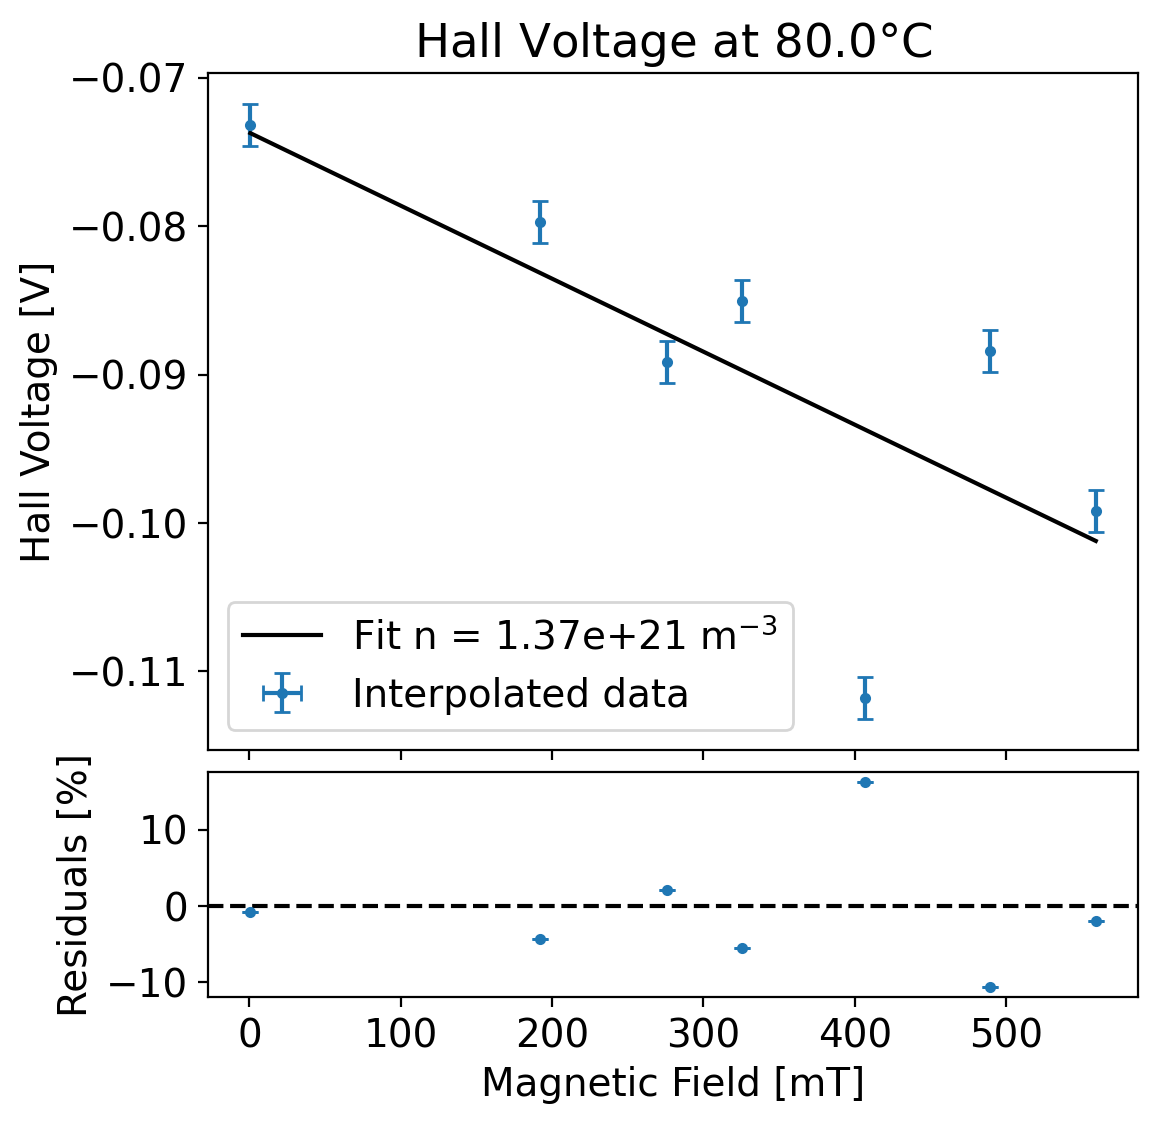 Hall Voltage at 80.0°C
Hall Voltage [V]
−0.07
−0.08
−0.09
−0.10
−0.11
Fit n = 1.37e+21 m⁻³
Interpolated data
Residuals [%]
10
0
−10
0 100 200 300 400 500
Magnetic Field [mT]